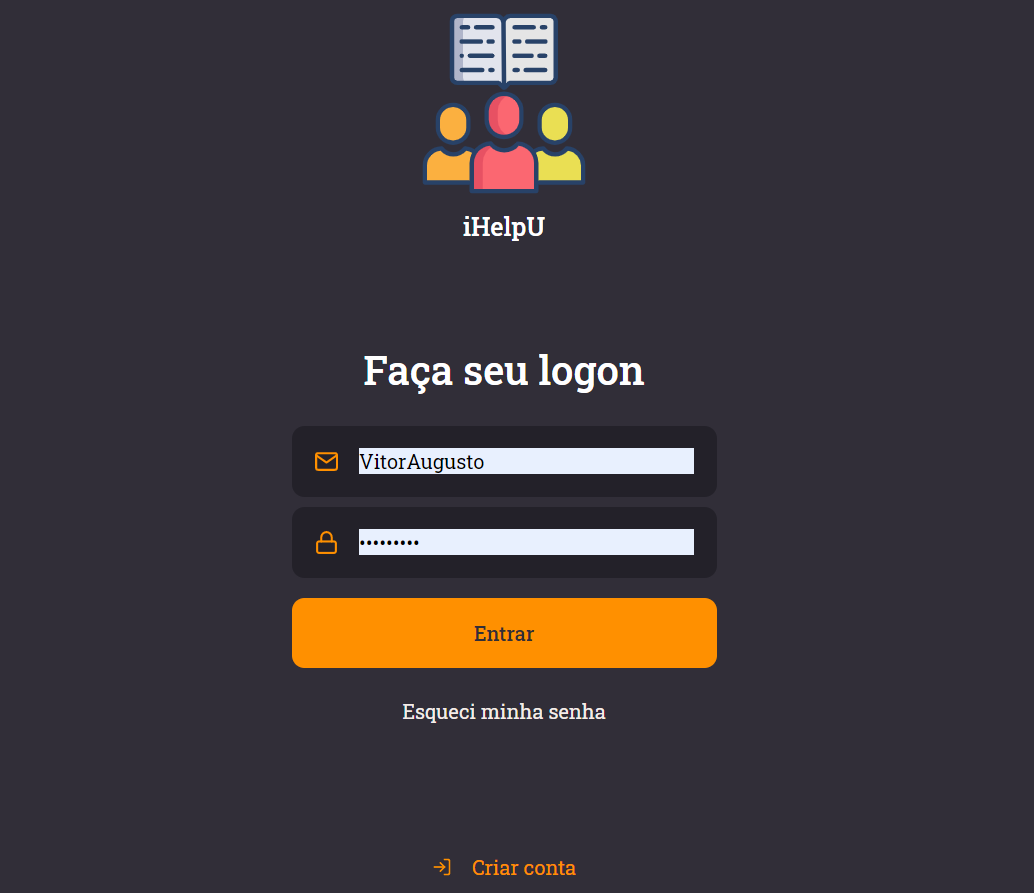 iHelpU
Faça seu logon
VitorAugusto
•••••••••
Entrar
Esqueci minha senha
Criar conta